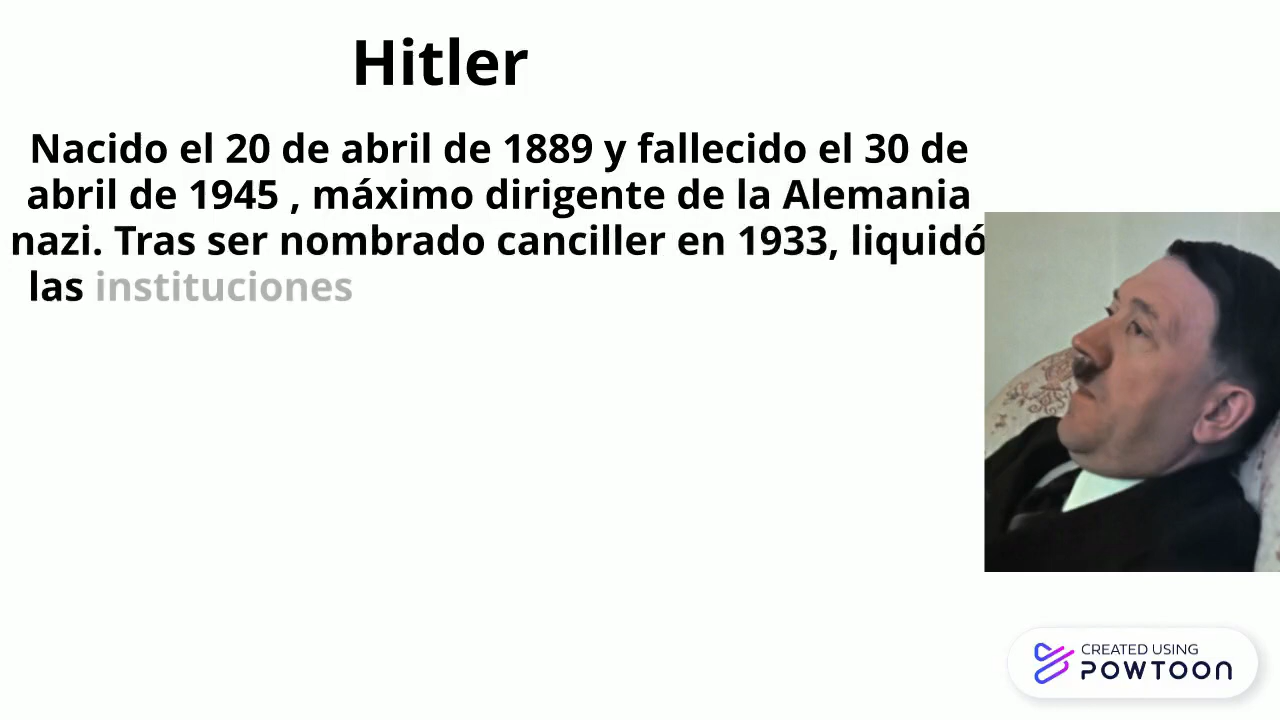 Hitler
Nacido el 20 de abril de 1889 y fallecido el 30 de
abril de 1945 , máximo dirigente de la Alemania
nazi. Tras ser nombrado canciller en 1933, liquidó
las instituciones
CREATED USING
POWTOON